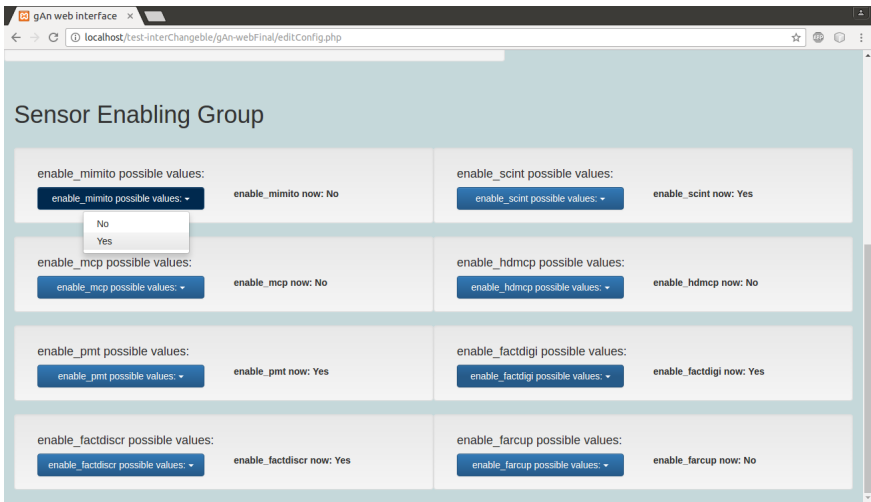 gAn web interface
localhost/test-interChangeble/gAn-webFinal/editConfig.php
Sensor Enabling Group
enable_mimito possible values:
enable_mimito possible values:
enable_mimito now: No
No
Yes
enable_scint possible values:
enable_scint possible values:
enable_scint now: Yes
enable_mcp possible values:
enable_mcp possible values:
enable_mcp now: No
enable_hdmcp possible values:
enable_hdmcp possible values:
enable_hdmcp now: No
enable_pmt possible values:
enable_pmt possible values:
enable_pmt now: Yes
enable_factdigi possible values:
enable_factdigi possible values:
enable_factdigi now: Yes
enable_factdiscr possible values:
enable_factdiscr possible values:
enable_factdiscr now: Yes
enable_farcup possible values:
enable_farcup possible values:
enable_farcup now: No